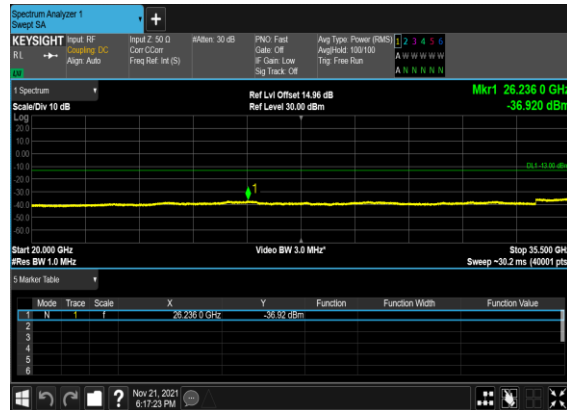 Spectrum Analyzer 1
Swept SA
+
KEYSIGHT Input: RF Input Z: 50 Ω #Atten: 30 dB PNO: Fast Avg Type: Power (RMS) 1 2 3 4 5 6
RL Coupling: DC Corr CCorr Gate: Off Avg|Hold: 100/100 A W W W W W
Align: Auto Freq Ref: Int (S) IF Gain: Low Trig: Free Run
Sig Track: Off A N N N N N
1 Spectrum
Ref Lvl Offset 14.96 dB Mkr1 26.236 0 GHz
Scale/Div 10 dB Ref Level 30.00 dBm -36.920 dBm
Log
20.0
10.0
0.00
-10.0
DL1 -13.00 dBm
-20.0
1
-30.0
-40.0
-50.0
-60.0
Start 20.000 GHz Video BW 3.0 MHz* Stop 35.500 GHz
#Res BW 1.0 MHz Sweep ~30.2 ms (40001 pts)
5 Marker Table
Mode Trace Scale X Y Function Function Width Function Value
1 N 1 f 26.236 0 GHz -36.92 dBm
2
3
4
5
6
? Nov 21, 2021
6:17:23 PM